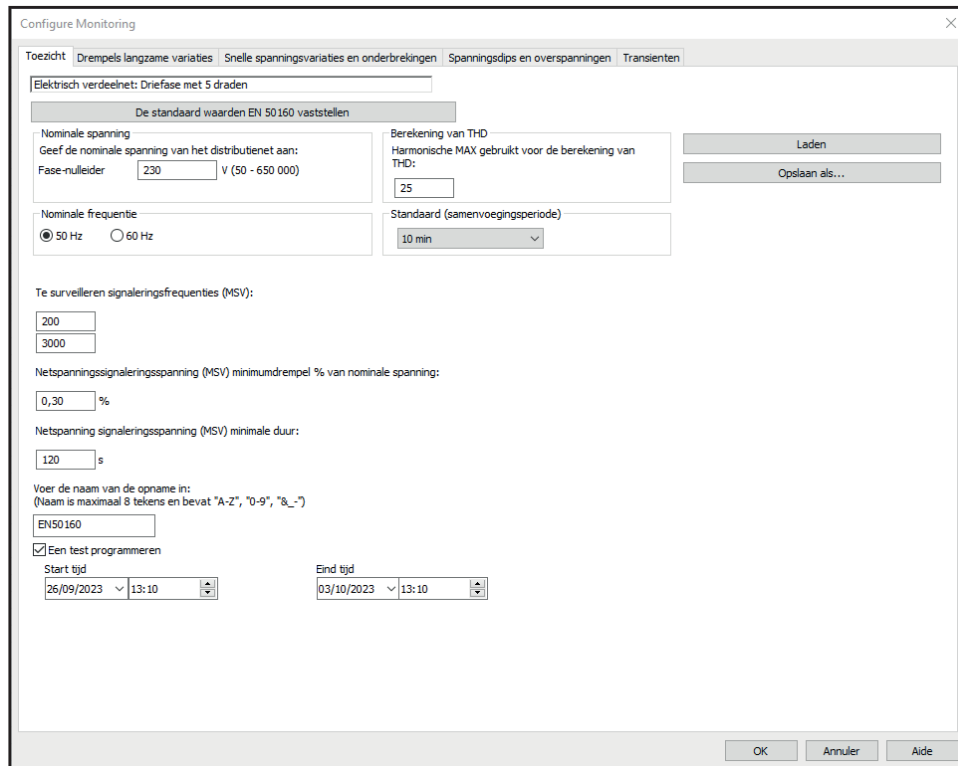 Configure Monitoring
Toezicht Drempels langzame variaties Snelle spanningsvariaties en onderbrekingen Spanningsdips en overspanningen Transienten
Elektrisch verdeelnet: Driefase met 5 draden
De standaard waarden EN 50160 vaststellen
Nominale spanning
Geef de nominale spanning van het distributienet aan:
Fase-nulleider 230 V (50 - 650 000)
Berekening van THD
Harmonische MAX gebruikt voor de berekening van
THD:
25
Laden
Opslaan als...
Nominale frequentie
50 Hz 60 Hz
Standaard (samenvoegingsperiode)
10 min
Te surveilleren signaleringsfrequenties (MSV):
200
3000
Netspanningssignaleringsspanning (MSV) minimumdrempel % van nominale spanning:
0,30 %
Netspanning signaleringsspanning (MSV) minimale duur:
120 s
Voer de naam van de opname in:
(Naam is maximaal 8 tekens en bevat "A-Z", "0-9", "&_-")
EN50160
Een test programmeren
Start tijd Eind tijd
26/09/2023 13:10 03/10/2023 13:10
OK Annuler Aide